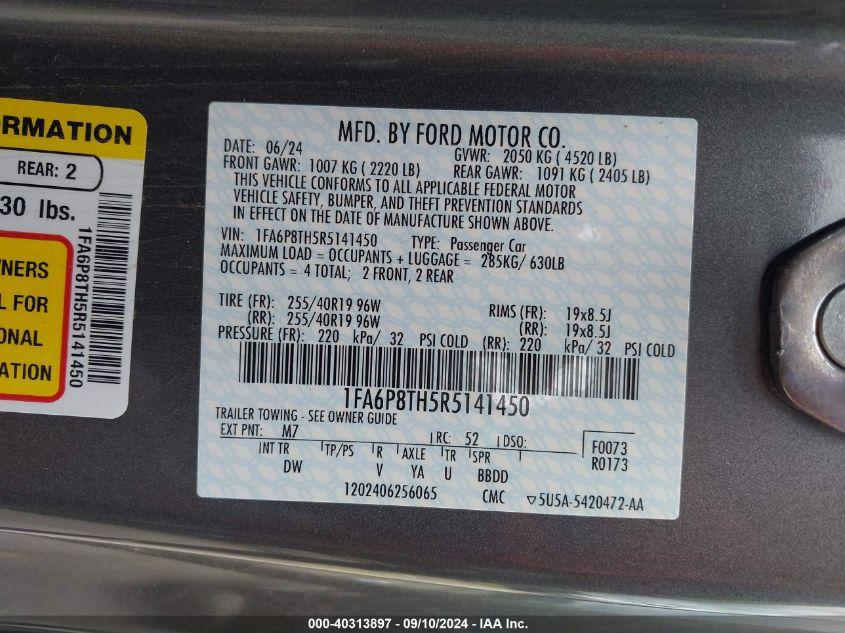 ORMATION
REAR: 2
30 lbs.
WNERS
L FOR
ONAL
ATION
1FA6P8TH5R5141450
MFD. BY FORD MOTOR CO.
DATE: 06/24 GVWR: 2050 KG ( 4520 LB)
FRONT GAWR: 1007 KG ( 2220 LB) REAR GAWR: 1091 KG ( 2405 LB)
THIS VEHICLE CONFORMS TO ALL APPLICABLE FEDERAL MOTOR
VEHICLE SAFETY, BUMPER, AND THEFT PREVENTION STANDARDS
IN EFFECT ON THE DATE OF MANUFACTURE SHOWN ABOVE.
VIN: 1FA6P8TH5R5141450 TYPE: Passenger Car
MAXIMUM LOAD = OCCUPANTS + LUGGAGE = 285KG/ 630LB
OCCUPANTS = 4 TOTAL; 2 FRONT, 2 REAR
TIRE (FR): 255/40R19 96W RIMS (FR): 19x8.5J
(RR): 255/40R19 96W (RR): 19x8.5J
PRESSURE (FR): 220 kPa/ 32 PSI COLD (RR): 220 kPa/ 32 PSI COLD
1FA6P8TH5R5141450
TRAILER TOWING - SEE OWNER GUIDE
EXT PNT: M7 RC: 52 DSO: F0073
INT TR TP/PS R AXLE TR SPR R0173
DW V YA U BBDD
1202406256065 CMC ▽5U5A-5420472-AA
000-40313897 - 09/10/2024 - IAA Inc.